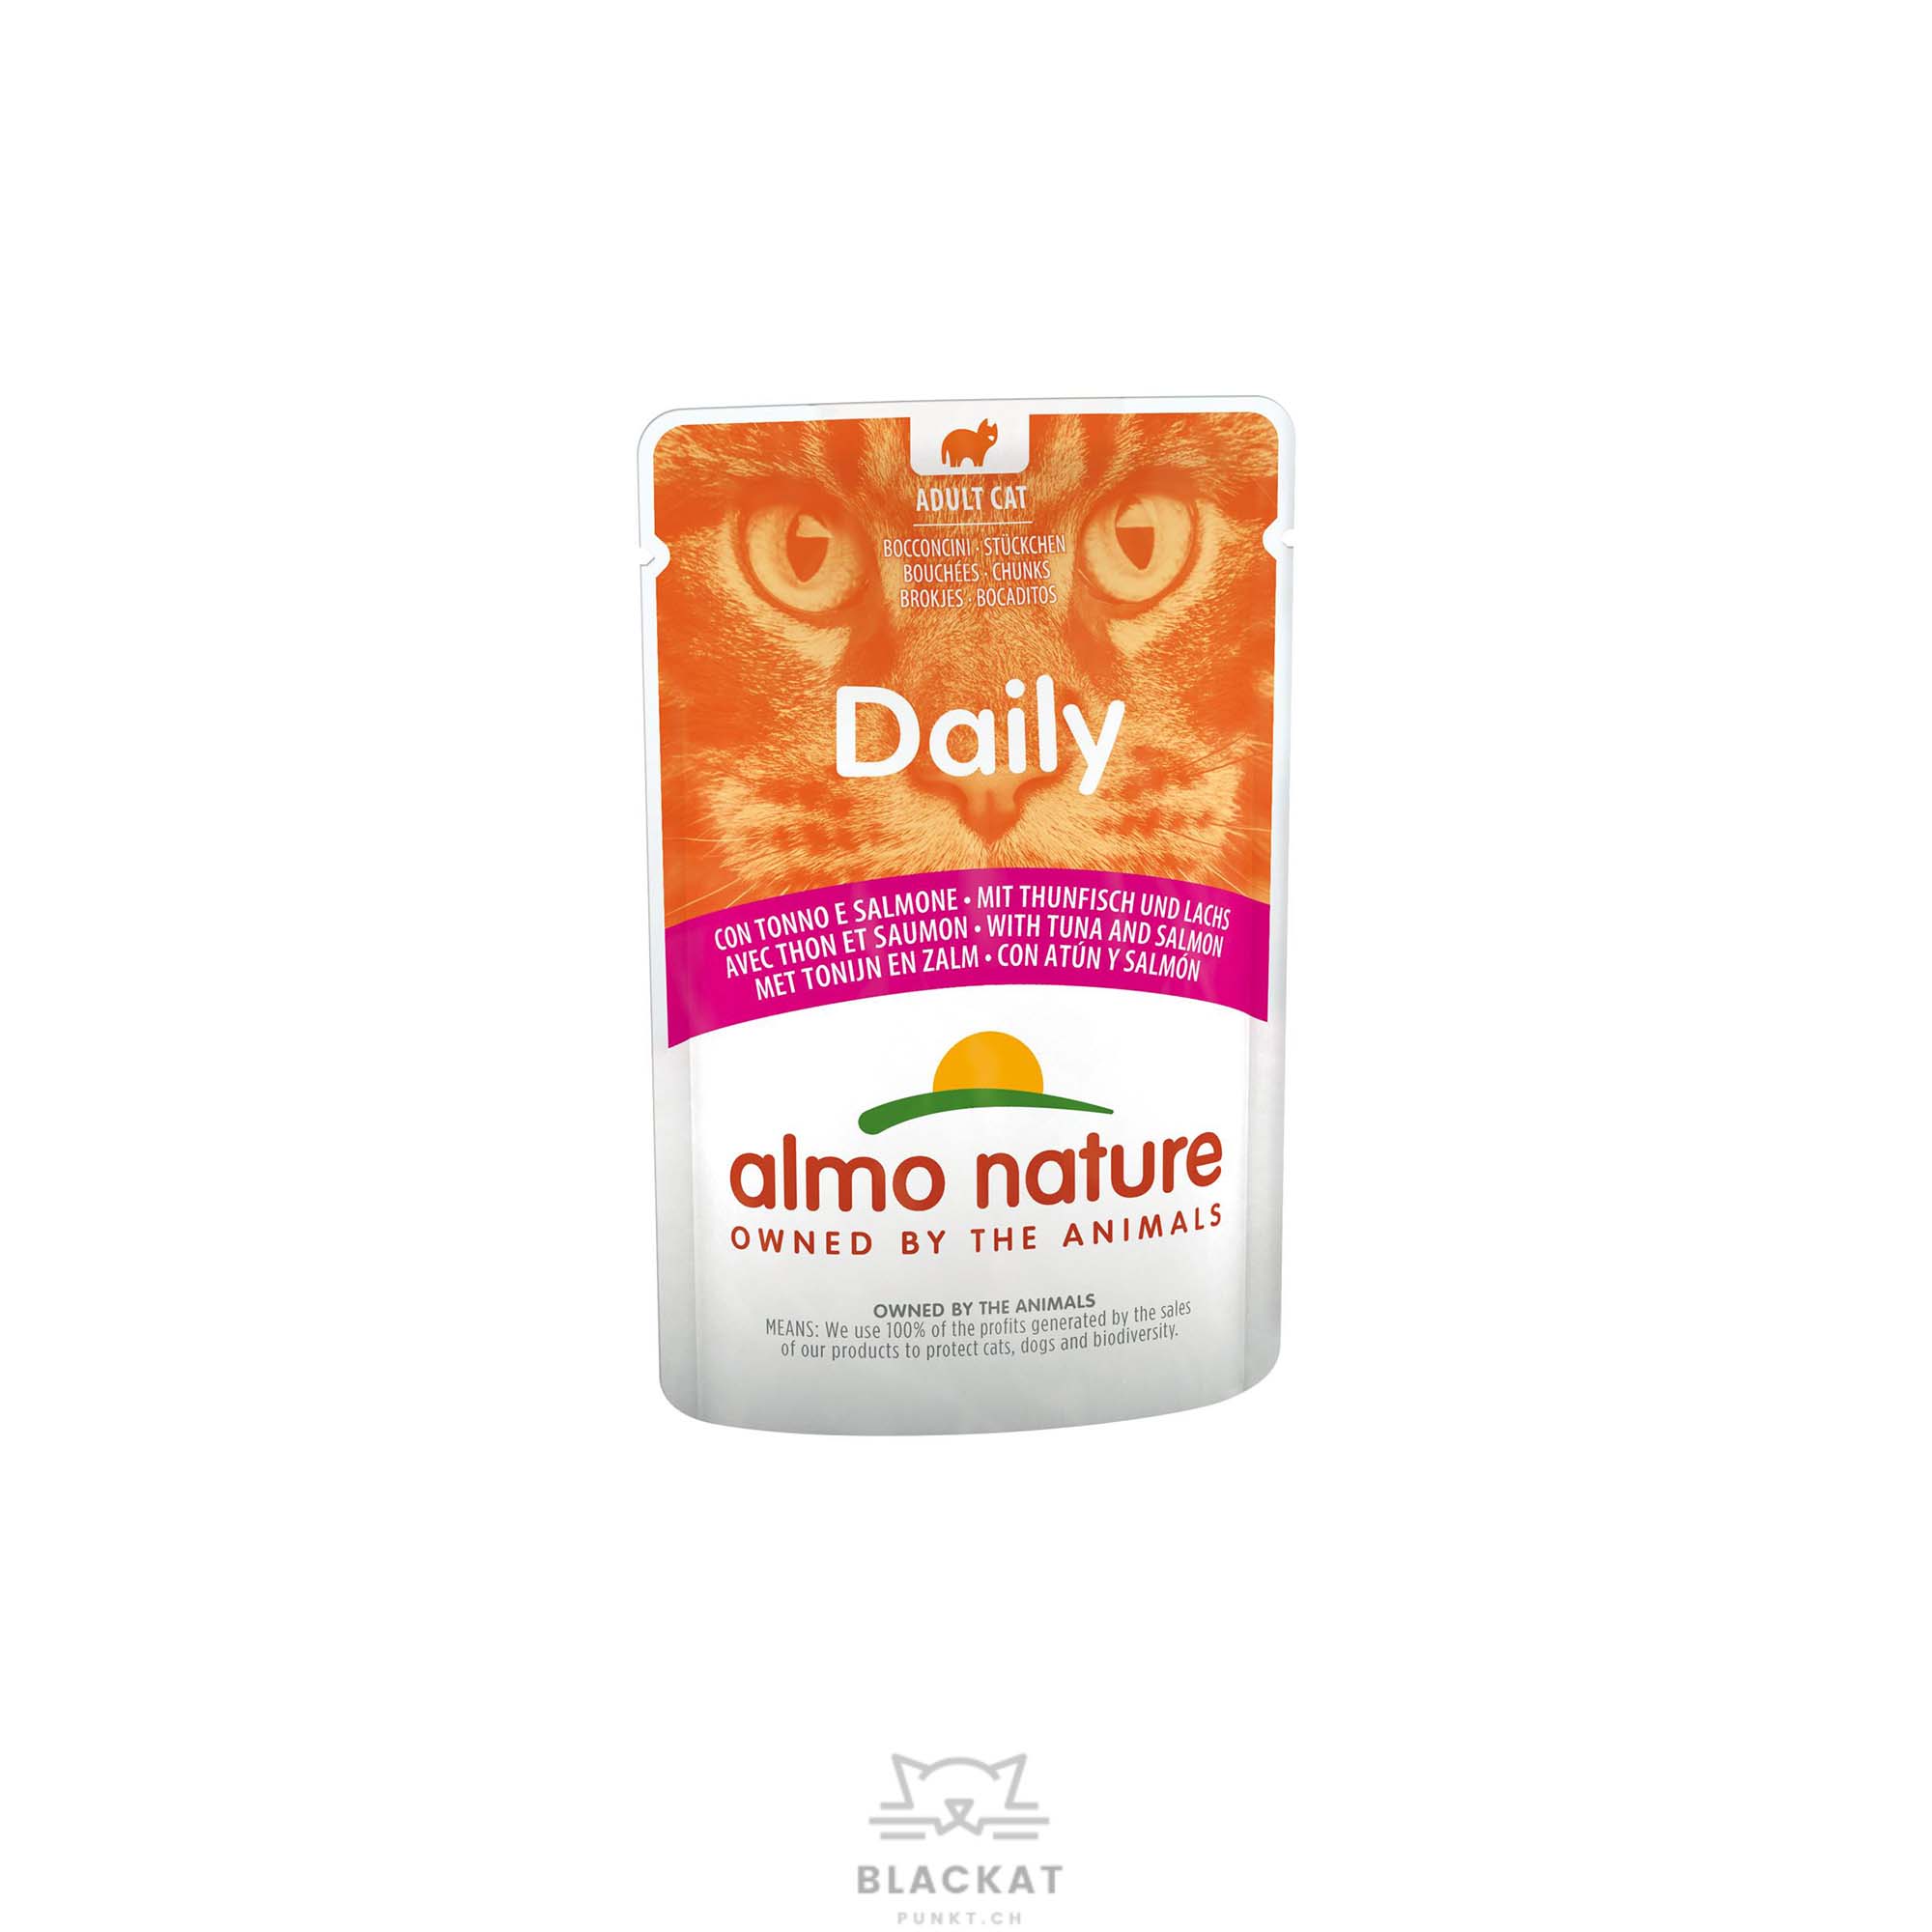 ADULT CAT
BOCCONCINI · STÜCKCHEN
BOUCHÉES · CHUNKS
BROKJES · BOCADITOS
Daily
CON TONNO E SALMONE • MIT THUNFISCH UND LACHS
AVEC THON ET SAUMON • WITH TUNA AND SALMON
MET TONIJN EN ZALM • CON ATÚN Y SALMÓN
almo nature
OWNED BY THE ANIMALS
OWNED BY THE ANIMALS
MEANS: We use 100% of the profits generated by the sales
of our products to protect cats, dogs and biodiversity.
BLACKAT
PUNKT.CH